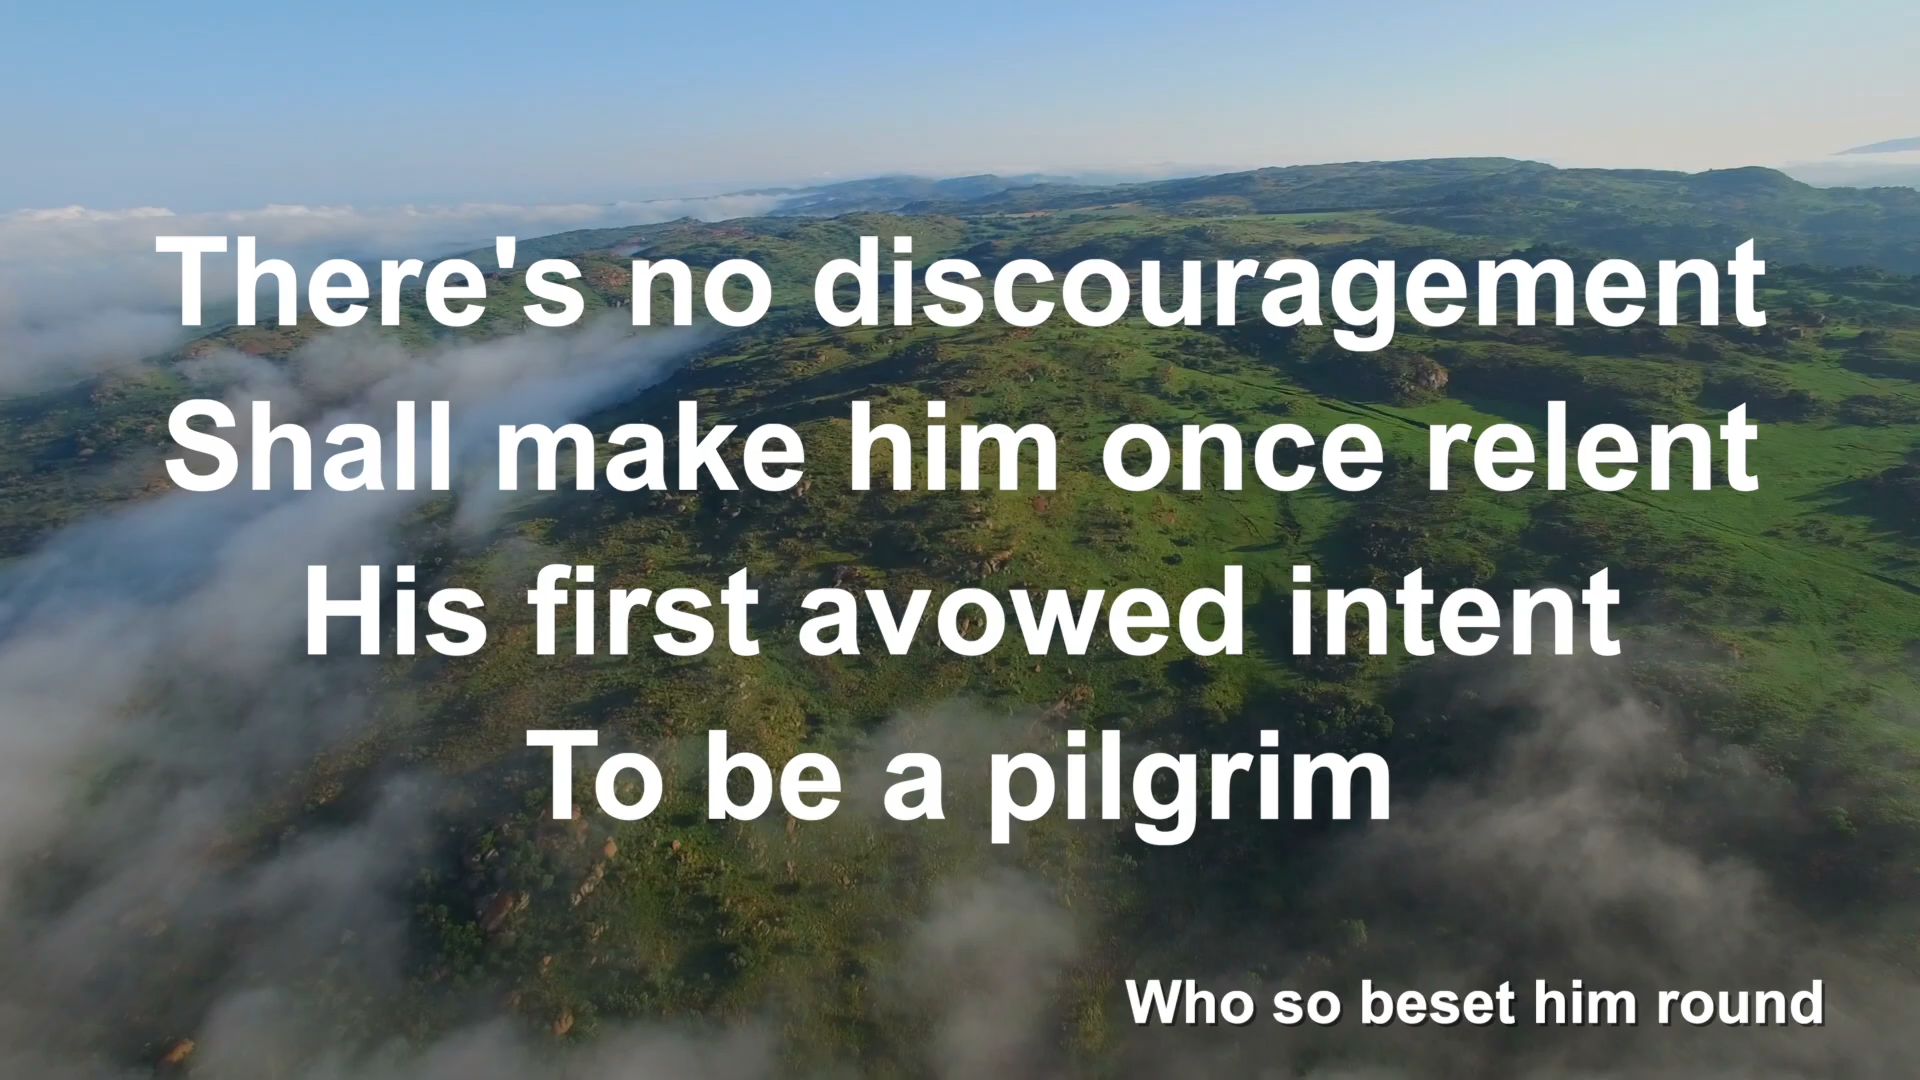 There's no discouragement
Shall make him once relent
His first avowed intent
To be a pilgrim
Who so beset him round